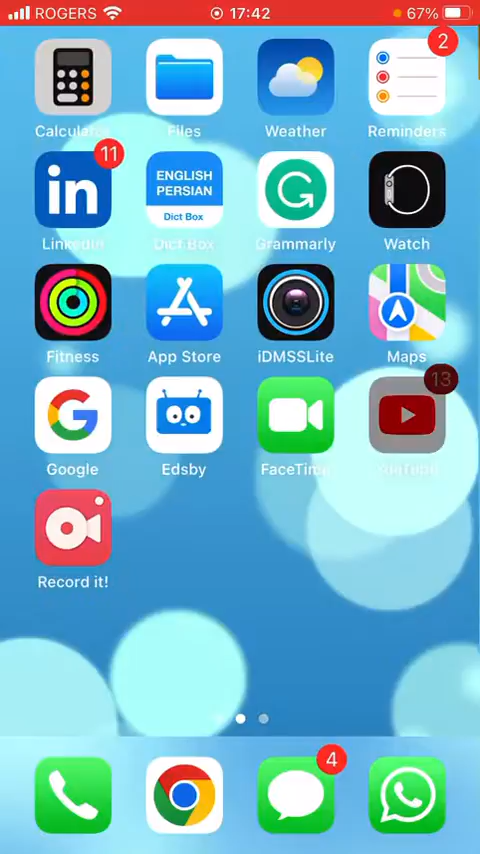 ROGERS 17:42 67%
2
Calculator Files Weather Reminders
11
in ENGLISH PERSIAN Dict Box
LinkedIn Dict Box Grammarly Watch
Fitness App Store iDMSSLite Maps
13
Google Edsby FaceTime YouTube
Record it!
4